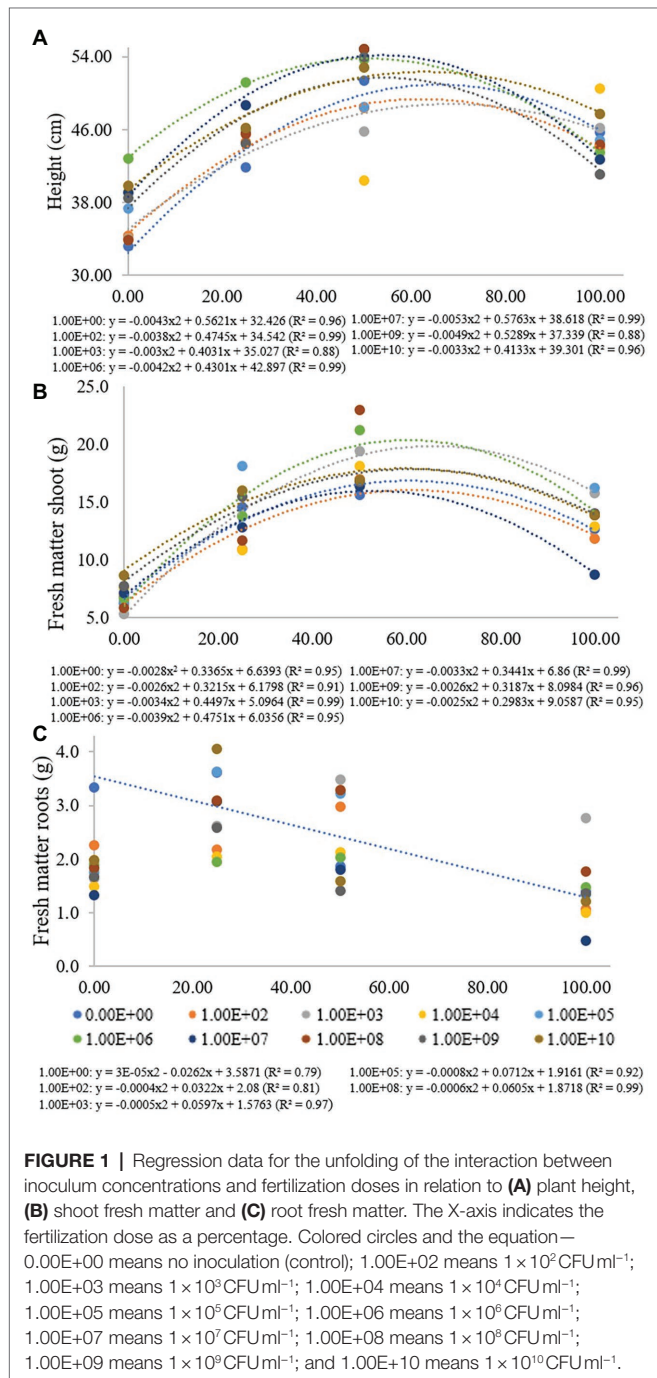 A
Height (cm)
54.00
46.00
38.00
30.00
0.00 20.00 40.00 60.00 80.00 100.00
1.00E+00: y = -0.0043x2 + 0.5621x + 32.426 (R² = 0.96) 1.00E+07: y = -0.0053x2 + 0.5763x + 38.618 (R² = 0.99)
1.00E+02: y = -0.0038x2 + 0.4745x + 34.542 (R² = 0.99) 1.00E+09: y = -0.0049x2 + 0.5289x + 37.339 (R² = 0.88)
1.00E+03: y = -0.003x2 + 0.4031x + 35.027 (R² = 0.88) 1.00E+10: y = -0.0033x2 + 0.4133x + 39.301 (R² = 0.96)
1.00E+06: y = -0.0042x2 + 0.4301x + 42.897 (R² = 0.99)
B
Fresh matter shoot (g)
25.0
20.0
15.0
10.0
5.0
0.00 20.00 40.00 60.00 80.00 100.00
1.00E+00: y = -0.0028x² + 0.3365x + 6.6393 (R² = 0.95) 1.00E+07: y = -0.0033x2 + 0.3441x + 6.86 (R² = 0.99)
1.00E+02: y = -0.0026x2 + 0.3215x + 6.1798 (R² = 0.91) 1.00E+09: y = -0.0026x2 + 0.3187x + 8.0984 (R² = 0.96)
1.00E+03: y = -0.0034x2 + 0.4497x + 5.0964 (R² = 0.99) 1.00E+10: y = -0.0025x2 + 0.2983x + 9.0587 (R² = 0.95)
1.00E+06: y = -0.0039x2 + 0.4751x + 6.0356 (R² = 0.95)
C
Fresh matter roots (g)
4.0
3.0
2.0
1.0
0.0
0.00 20.00 40.00 60.00 80.00 100.00
0.00E+00 1.00E+02 1.00E+03 1.00E+04 1.00E+05
1.00E+06 1.00E+07 1.00E+08 1.00E+09 1.00E+10
1.00E+00: y = 3E-05x2 - 0.0262x + 3.5871 (R² = 0.79) 1.00E+05: y = -0.0008x2 + 0.0712x + 1.9161 (R² = 0.92)
1.00E+02: y = -0.0004x2 + 0.0322x + 2.08 (R² = 0.81) 1.00E+08: y = -0.0006x2 + 0.0605x + 1.8718 (R² = 0.99)
1.00E+03: y = -0.0005x2 + 0.0597x + 1.5763 (R² = 0.97)
FIGURE 1 | Regression data for the unfolding of the interaction between
inoculum concentrations and fertilization doses in relation to (A) plant height,
(B) shoot fresh matter and (C) root fresh matter. The X-axis indicates the
fertilization dose as a percentage. Colored circles and the equation—
0.00E+00 means no inoculation (control); 1.00E+02 means 1 × 10² CFU ml⁻¹;
1.00E+03 means 1 × 10³ CFU ml⁻¹; 1.00E+04 means 1 × 10⁴ CFU ml⁻¹;
1.00E+05 means 1 × 10⁵ CFU ml⁻¹; 1.00E+06 means 1 × 10⁶ CFU ml⁻¹;
1.00E+07 means 1 × 10⁷ CFU ml⁻¹; 1.00E+08 means 1 × 10⁸ CFU ml⁻¹;
1.00E+09 means 1 × 10⁹ CFU ml⁻¹; and 1.00E+10 means 1 × 10¹⁰ CFU ml⁻¹.